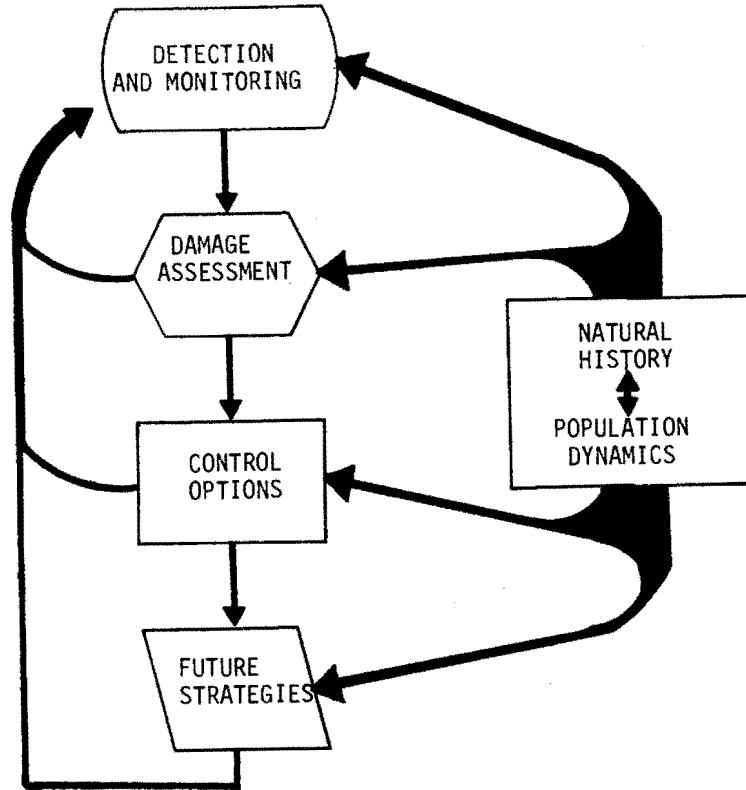 DETECTION
AND MONITORING
DAMAGE
ASSESSMENT
NATURAL
HISTORY
POPULATION
DYNAMICS
CONTROL
OPTIONS
FUTURE
STRATEGIES